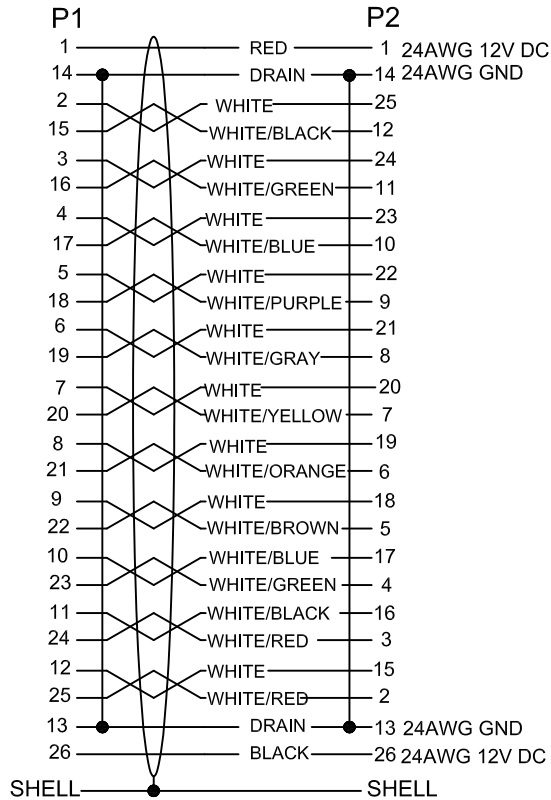 P1 P2
1 RED 1 24AWG 12V DC
14 DRAIN 14 24AWG GND
2 WHITE 25
15 WHITE/BLACK 12
3 WHITE 24
16 WHITE/GREEN 11
4 WHITE 23
17 WHITE/BLUE 10
5 WHITE 22
18 WHITE/PURPLE 9
6 WHITE 21
19 WHITE/GRAY 8
7 WHITE 20
20 WHITE/YELLOW 7
8 WHITE 19
21 WHITE/ORANGE 6
9 WHITE 18
22 WHITE/BROWN 5
10 WHITE/BLUE 17
23 WHITE/GREEN 4
11 WHITE/BLACK 16
24 WHITE/RED 3
12 WHITE 15
25 WHITE/RED 2
13 DRAIN 13 24AWG GND
26 BLACK 26 24AWG 12V DC
SHELL SHELL